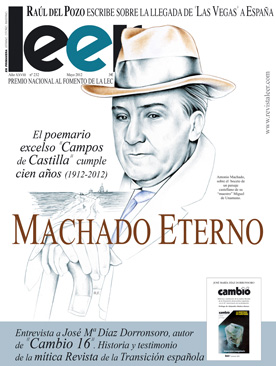 RAÚL DEL POZO ESCRIBE SOBRE LA LLEGADA DE 'LAS VEGAS' A ESPAÑA
leer
Año XXVIII nº 232 Mayo 2012
PREMIO NACIONAL AL FOMENTO DE LA LEC
www.revistaleer.com
El poemario
excelso "Campos
de Castilla" cumple
cien años (1912-2012)
Antonio Machado,
sobre el boceto de
un paisaje
castellano de su
"maestro" Miguel
de Unamuno.
MACHADO ETERNO
JOSÉ MARÍA DÍAZ DORRONSORO
cambio
Entrevista a José Mª Díaz Dorronsoro, autor
de "Cambio 16". Historia y testimonio
de la mítica Revista de la Transición española